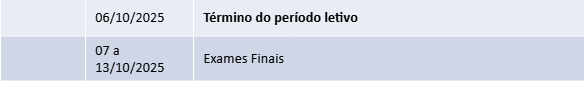 06/10/2025 Término do período letivo
07 a
13/10/2025 Exames Finais